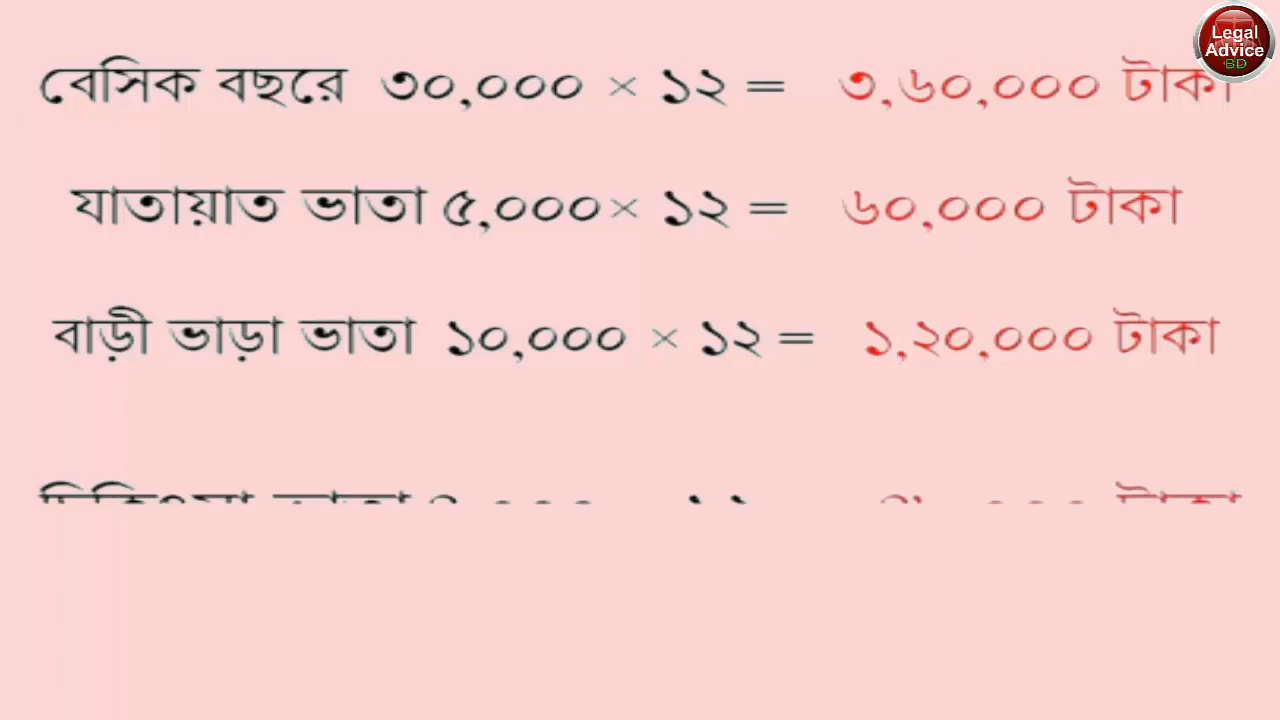 বেসিক বছরে ৩০,০০০ × ১২ = ৩,৬০,০০০ টাকা
যাতায়াত ভাতা ৫,০০০ × ১২ = ৬০,০০০ টাকা
বাড়ী ভাড়া ভাতা ১০,০০০ × ১২ = ১,২০,০০০ টাকা
Legal
Advice
BD